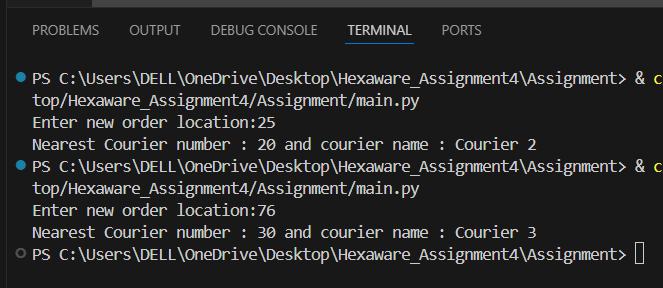 PROBLEMS OUTPUT DEBUG CONSOLE TERMINAL PORTS
PS C:\Users\DELL\OneDrive\Desktop\Hexaware_Assignment4\Assignment> & c
top/Hexaware_Assignment4/Assignment/main.py
Enter new order location:25
Nearest Courier number : 20 and courier name : Courier 2
PS C:\Users\DELL\OneDrive\Desktop\Hexaware_Assignment4\Assignment> & c
top/Hexaware_Assignment4/Assignment/main.py
Enter new order location:76
Nearest Courier number : 30 and courier name : Courier 3
PS C:\Users\DELL\OneDrive\Desktop\Hexaware_Assignment4\Assignment>